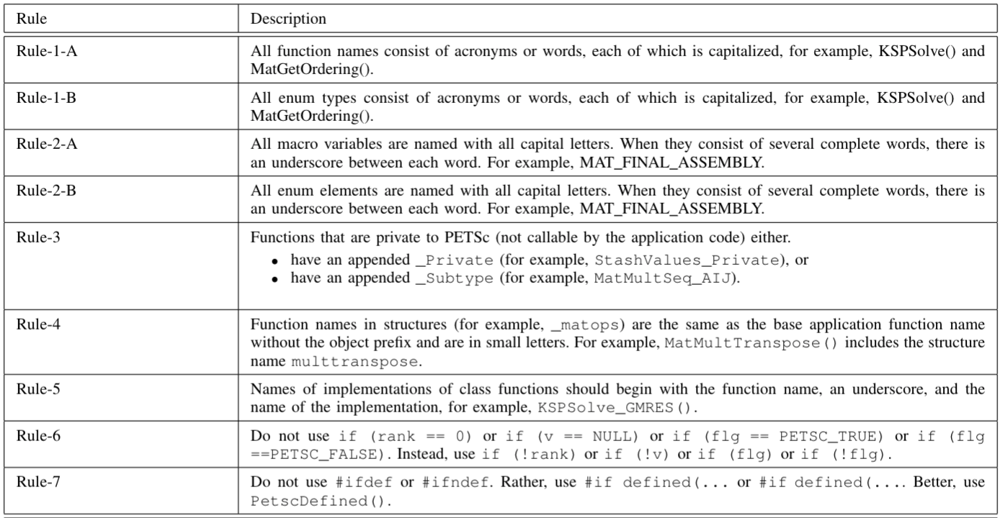 Rule Description
Rule-1-A All function names consist of acronyms or words, each of which is capitalized, for example, KSPSolve() and
MatGetOrdering().
Rule-1-B All enum types consist of acronyms or words, each of which is capitalized, for example, KSPSolve() and
MatGetOrdering().
Rule-2-A All macro variables are named with all capital letters. When they consist of several complete words, there is
an underscore between each word. For example, MAT_FINAL_ASSEMBLY.
Rule-2-B All enum elements are named with all capital letters. When they consist of several complete words, there is
an underscore between each word. For example, MAT_FINAL_ASSEMBLY.
Rule-3 Functions that are private to PETSc (not callable by the application code) either.
• have an appended _Private (for example, StashValues_Private), or
• have an appended _Subtype (for example, MatMultSeq_AIJ).
Rule-4 Function names in structures (for example, _matops) are the same as the base application function name
without the object prefix and are in small letters. For example, MatMultTranspose() includes the structure
name multtranspose.
Rule-5 Names of implementations of class functions should begin with the function name, an underscore, and the
name of the implementation, for example, KSPSolve_GMRES().
Rule-6 Do not use if (rank == 0) or if (v == NULL) or if (flg == PETSC_TRUE) or if (flg
==PETSC_FALSE). Instead, use if (!rank) or if (!v) or if (flg) or if (!flg).
Rule-7 Do not use #ifdef or #ifndef. Rather, use #if defined(... or #if defined(.... Better, use
PetscDefined().